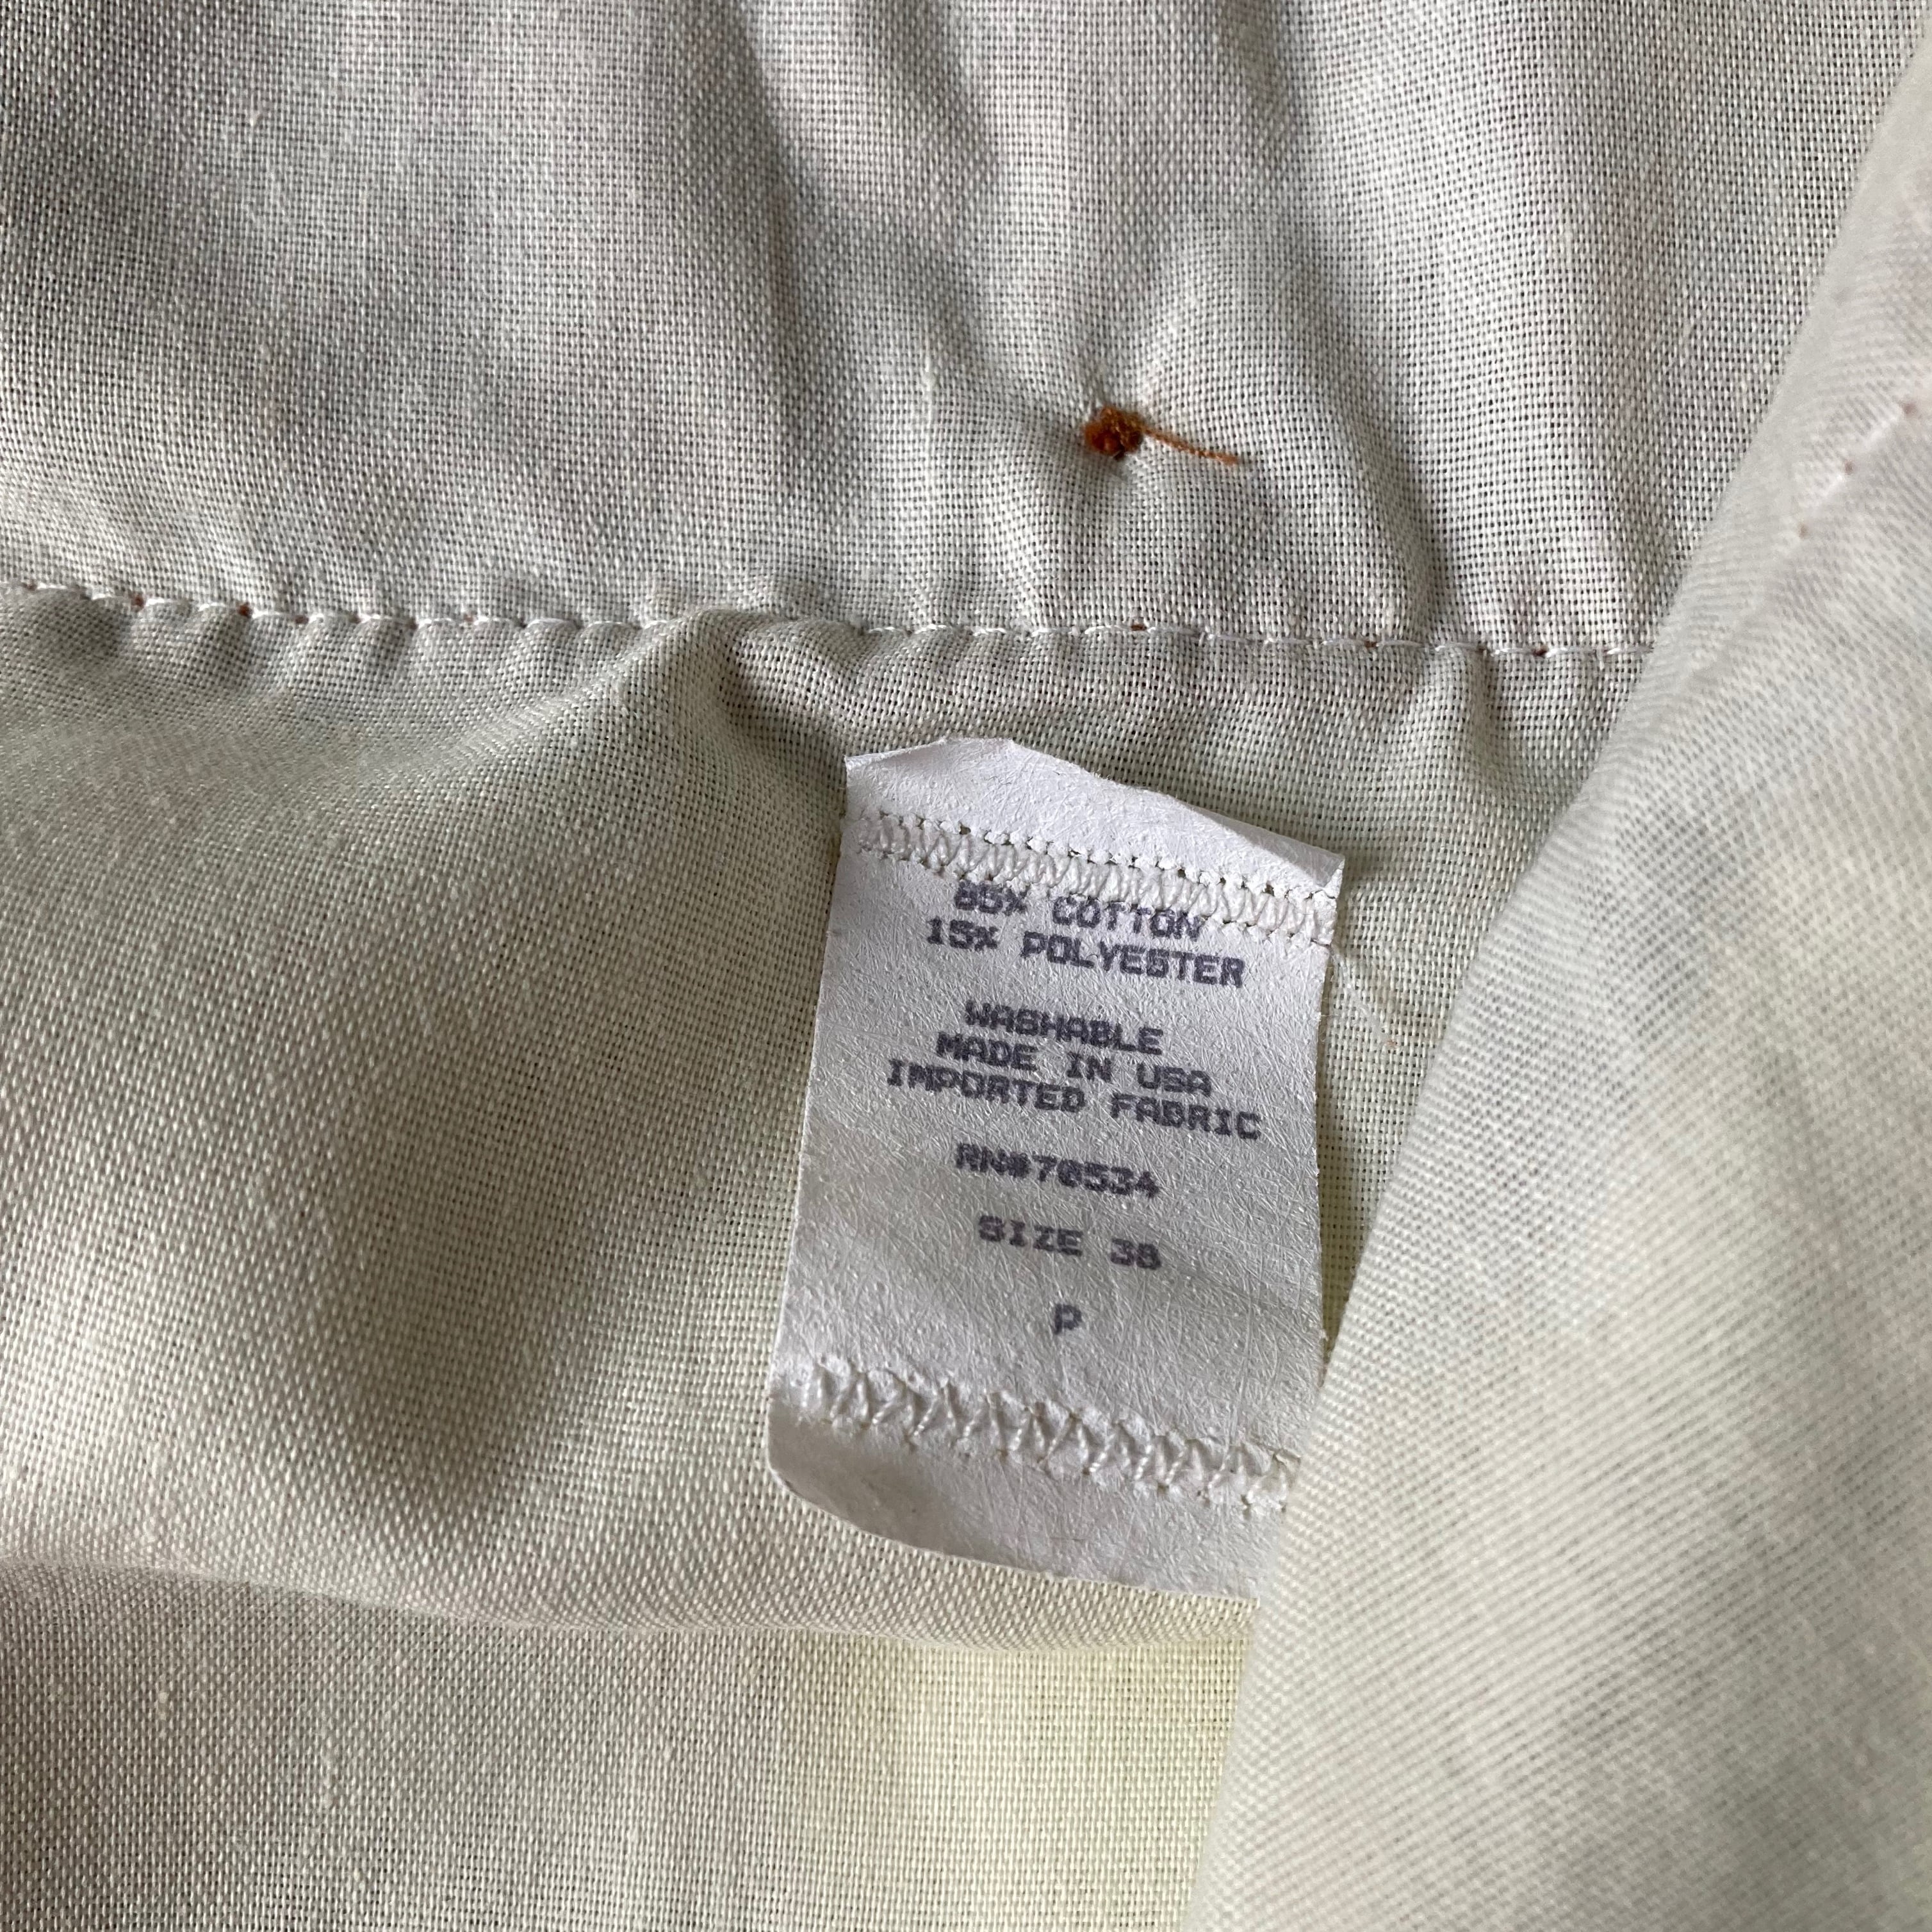 85% COTTON
15% POLYESTER
WASHABLE
MADE IN USA
IMPORTED FABRIC
RN#70534
SIZE 38
P